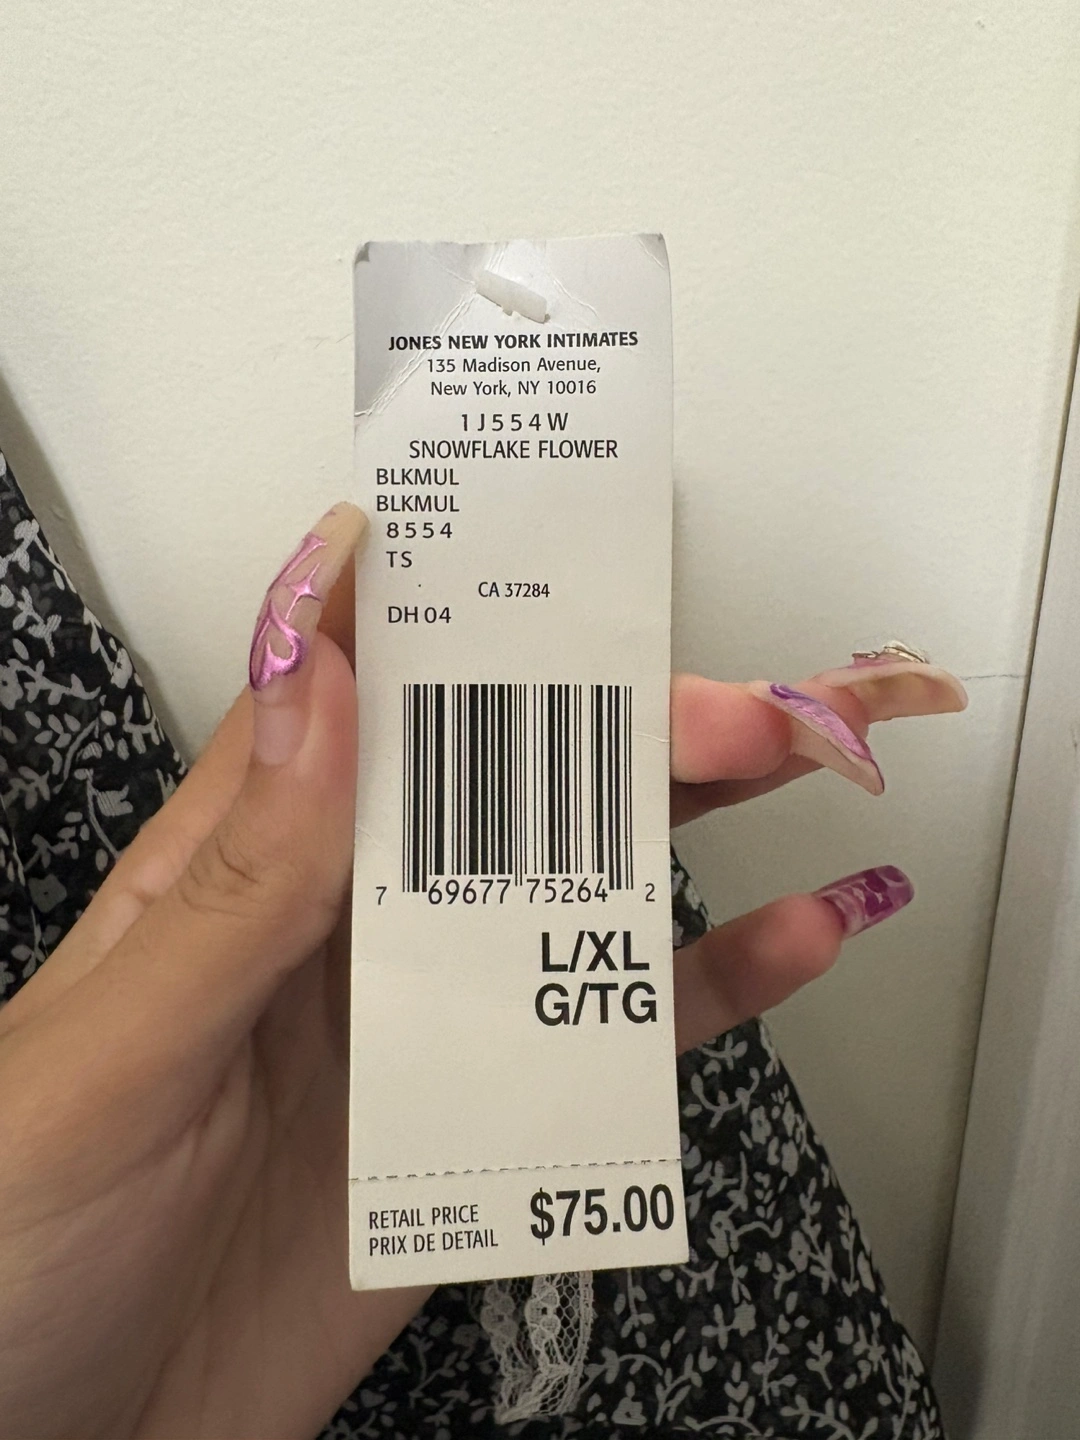 JONES NEW YORK INTIMATES
135 Madison Avenue,
New York, NY 10016
1J554W
SNOWFLAKE FLOWER
BLKMUL
BLKMUL
8554
TS
CA 37284
DH04
7 69677 75264 2
L/XL
G/TG
RETAIL PRICE
PRIX DE DETAIL
$75.00